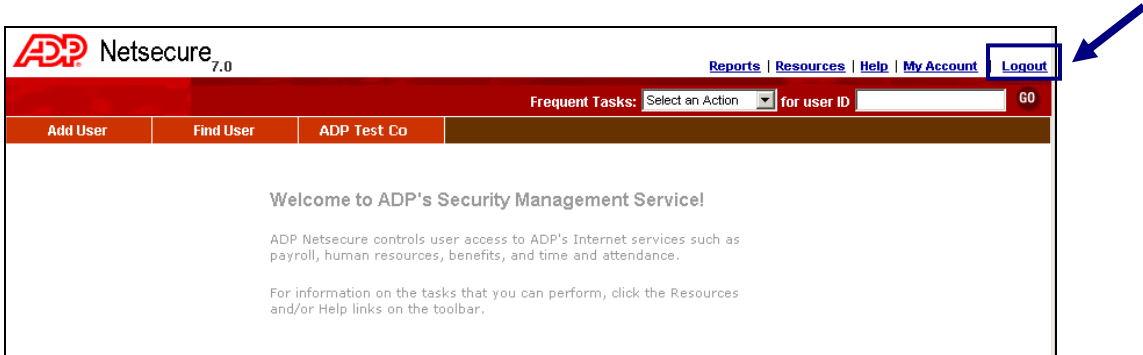 ADP Netsecure 7.0
Reports | Resources | Help | My Account | Logout
Frequent Tasks: Select an Action for user ID GO
Add User Find User ADP Test Co
Welcome to ADP's Security Management Service!
ADP Netsecure controls user access to ADP's Internet services such as
payroll, human resources, benefits, and time and attendance.
For information on the tasks that you can perform, click the Resources
and/or Help links on the toolbar.